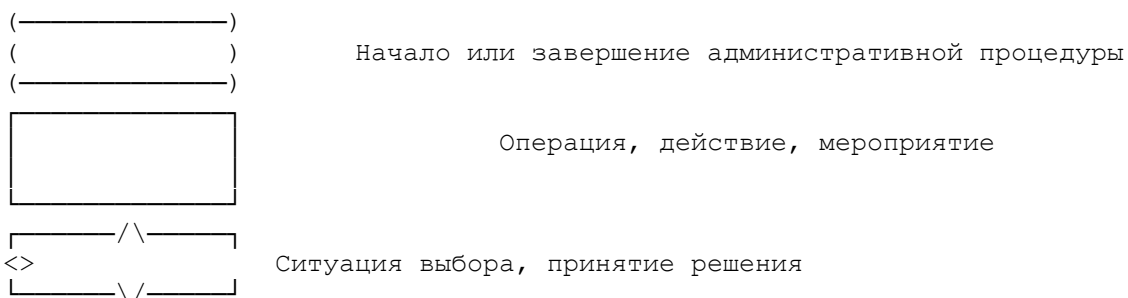 Начало или завершение административной процедуры
Операция, действие, мероприятие
Ситуация выбора, принятие решения